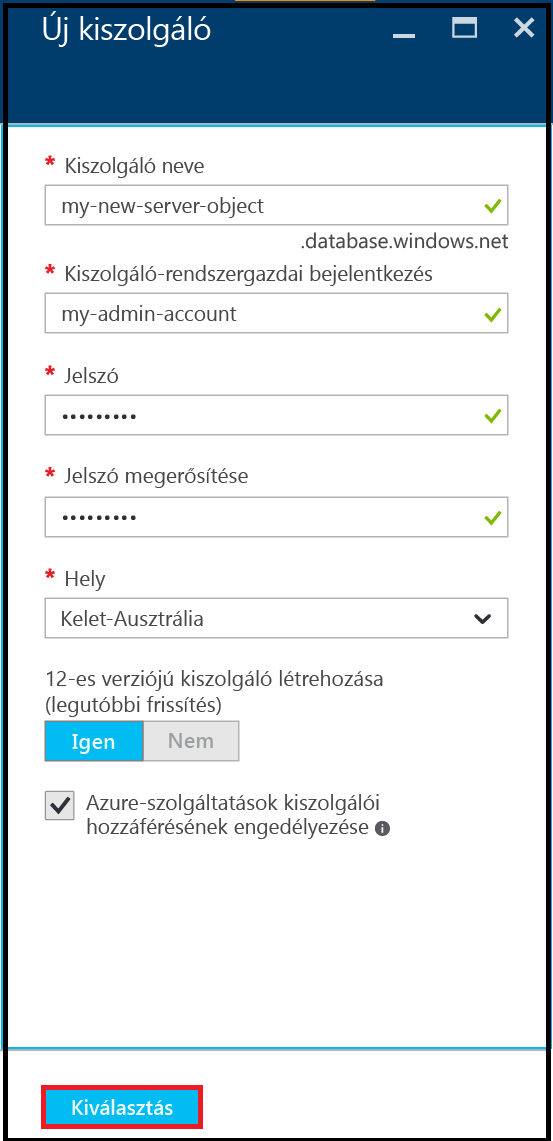 Új kiszolgáló
* Kiszolgáló neve
my-new-server-object
.database.windows.net
* Kiszolgáló-rendszergazdai bejelentkezés
my-admin-account
* Jelszó
•••••••••
* Jelszó megerősítése
•••••••••
* Hely
Kelet-Ausztrália
12-es verziójú kiszolgáló létrehozása
(legutóbbi frissítés)
Igen Nem
Azure-szolgáltatások kiszolgálói
hozzáférésének engedélyezése
Kiválasztás